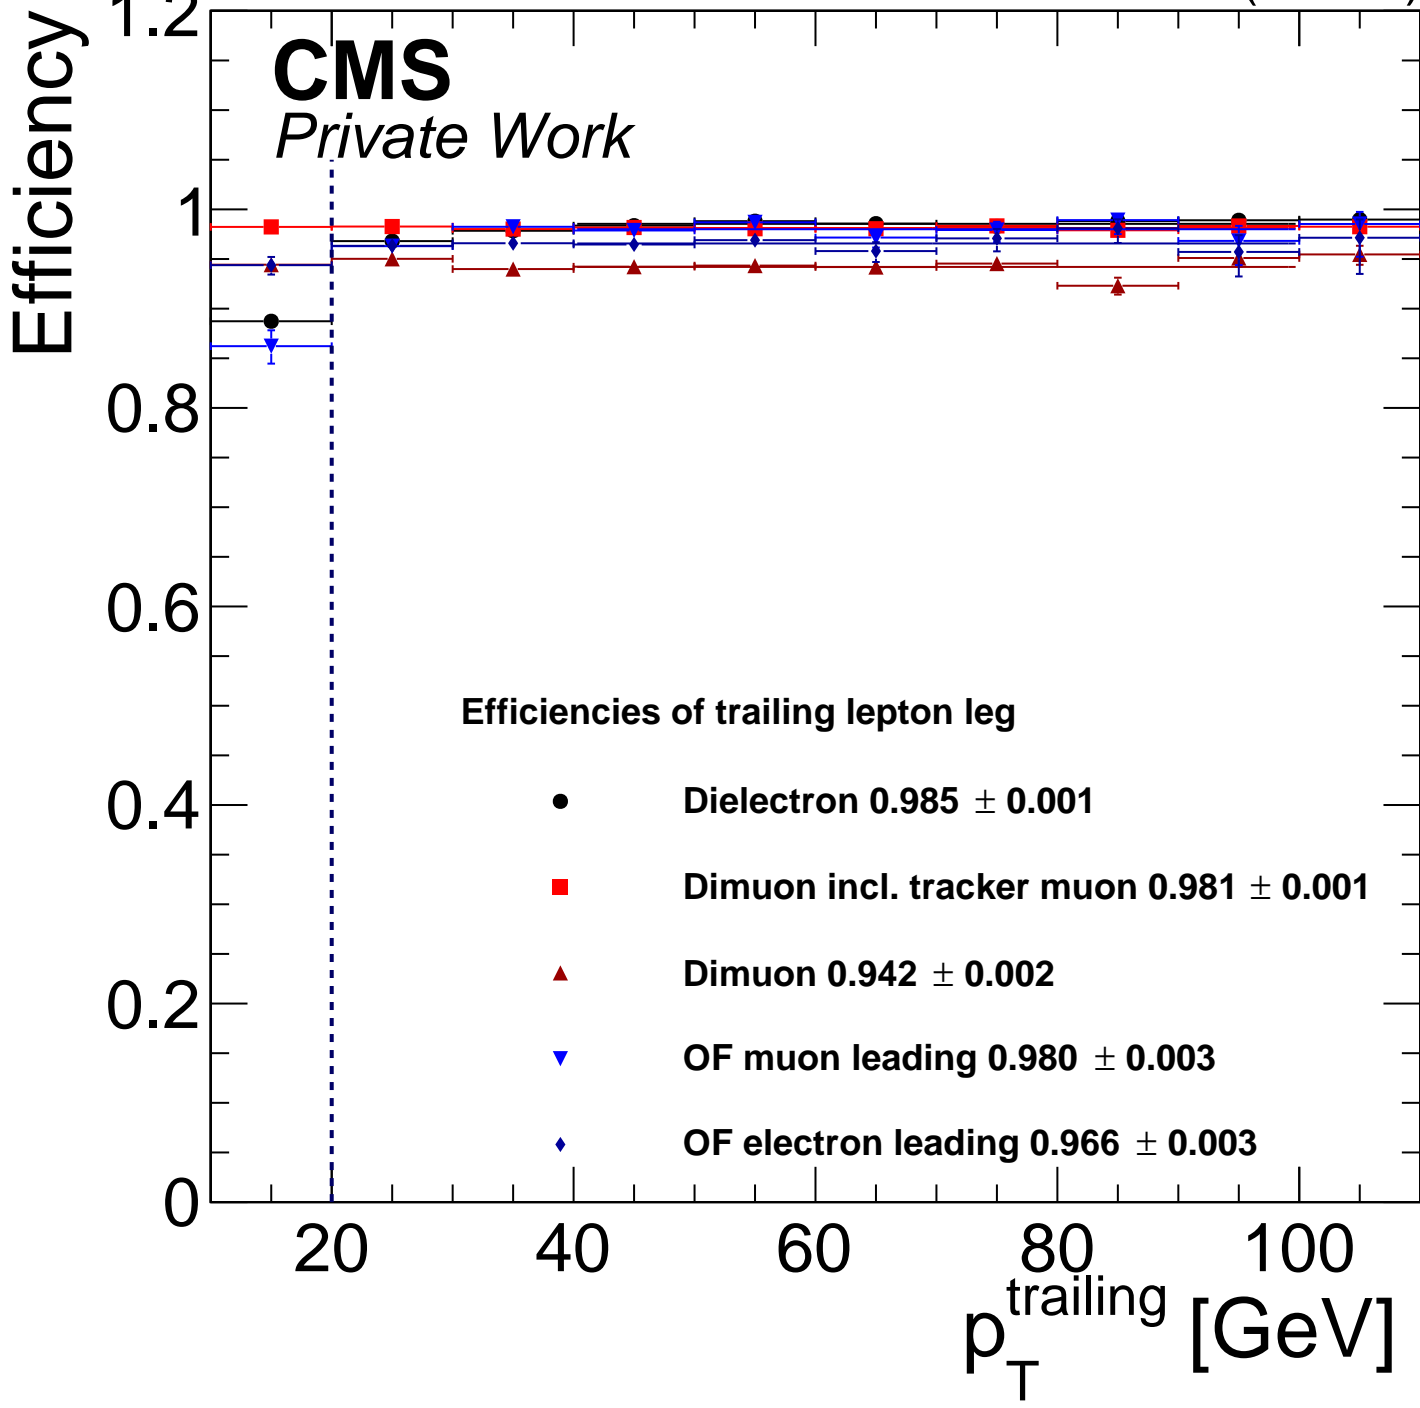 CMS
Private Work
Efficiency
1.2
1
0.8
0.6
0.4
0.2
0
Efficiencies of trailing lepton leg
Dielectron 0.985 ± 0.001
Dimuon incl. tracker muon 0.981 ± 0.001
Dimuon 0.942 ± 0.002
OF muon leading 0.980 ± 0.003
OF electron leading 0.966 ± 0.003
20 40 60 80 100
p_T^trailing [GeV]